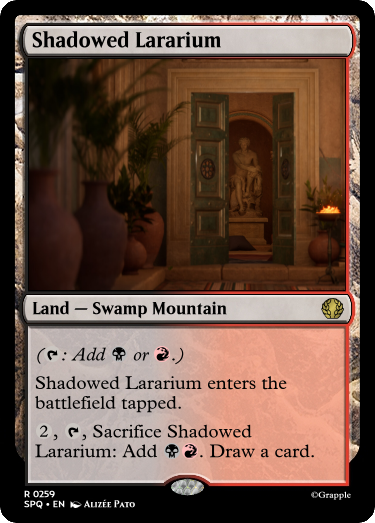 Shadowed Lararium
Land — Swamp Mountain
(: Add or .)
Shadowed Lararium enters the
battlefield tapped.
2 , , Sacrifice Shadowed
Lararium: Add . Draw a card.
R 0259
SPQ • EN Alizée Pato
©Grapple